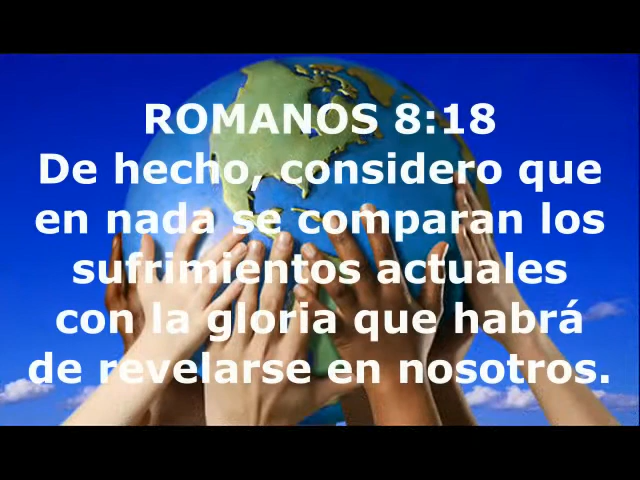 ROMANOS 8:18
De hecho, considero que
en nada se comparan los
sufrimientos actuales
con la gloria que habrá
de revelarse en nosotros.